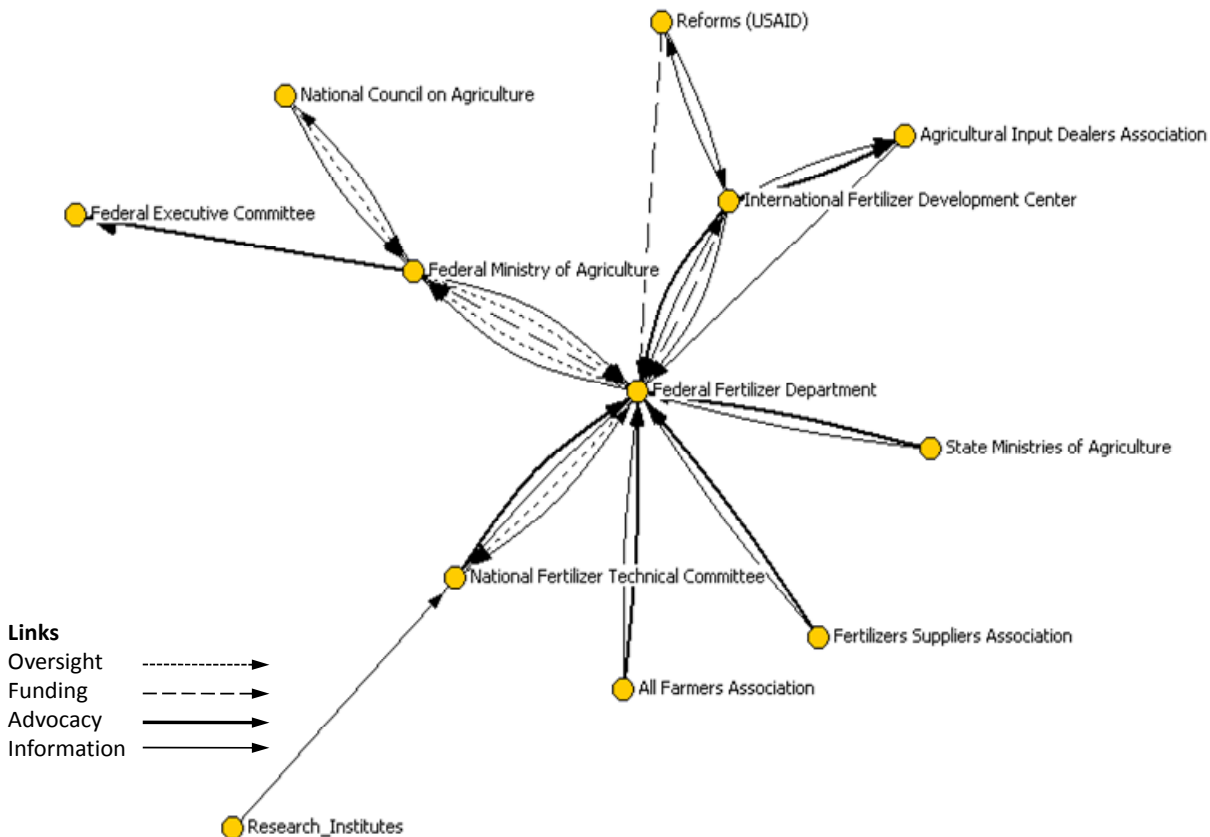 Reforms (USAID)
National Council on Agriculture
Agricultural Input Dealers Association
International Fertilizer Development Center
Federal Executive Committee
Federal Ministry of Agriculture
Federal Fertilizer Department
State Ministries of Agriculture
National Fertilizer Technical Committee
Fertilizers Suppliers Association
All Farmers Association
Links
Oversight
Funding
Advocacy
Information
Research_Institutes